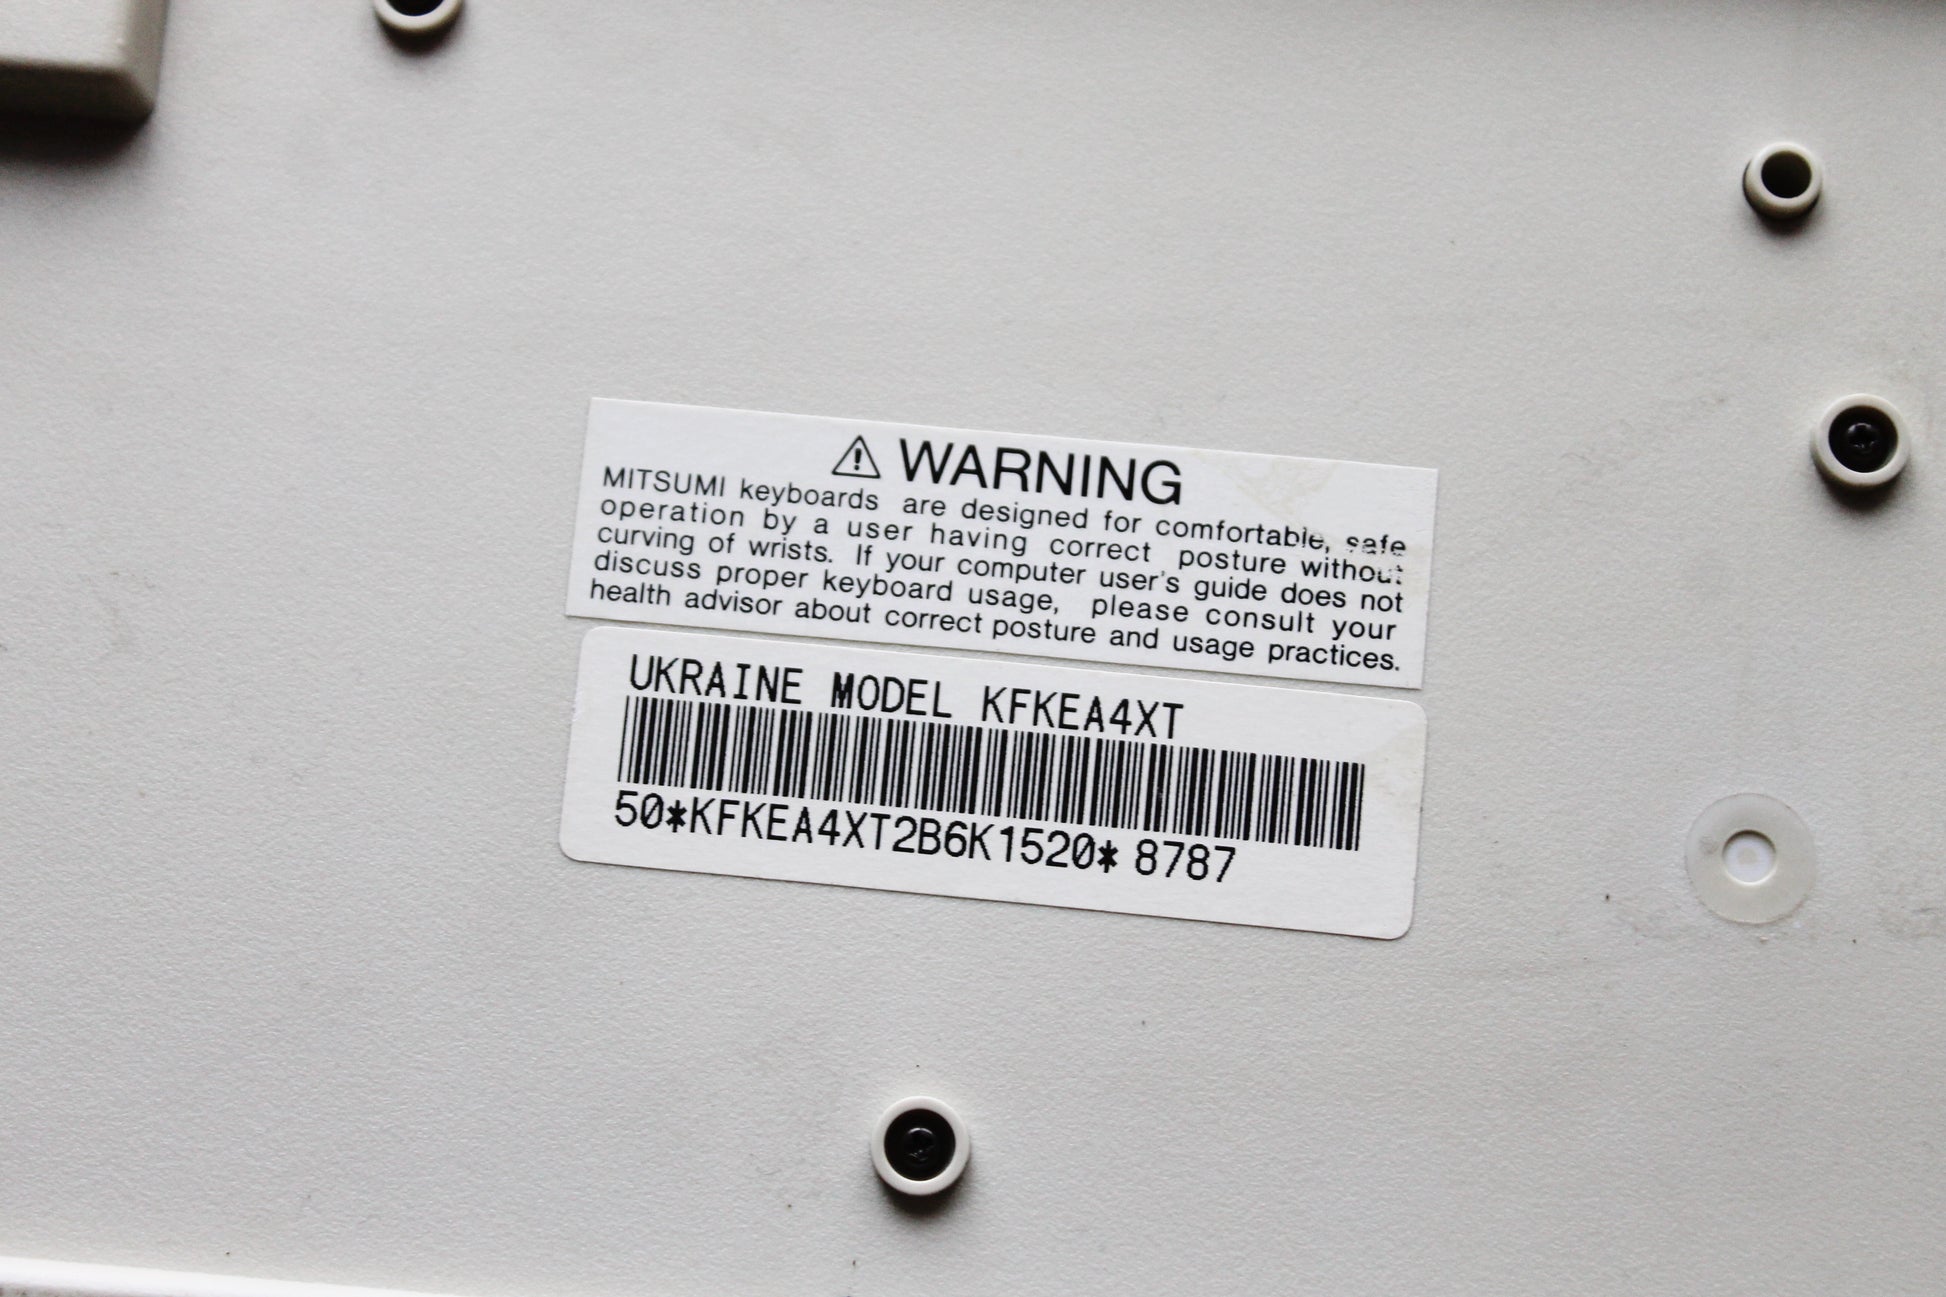 ⚠ WARNING
MITSUMI keyboards are designed for comfortable, safe
operation by a user having correct posture without
curving of wrists. If your computer user's guide does not
discuss proper keyboard usage, please consult your
health advisor about correct posture and usage practices.
UKRAINE MODEL KFKEA4XT
50*KFKEA4XT2B6K1520* 8787